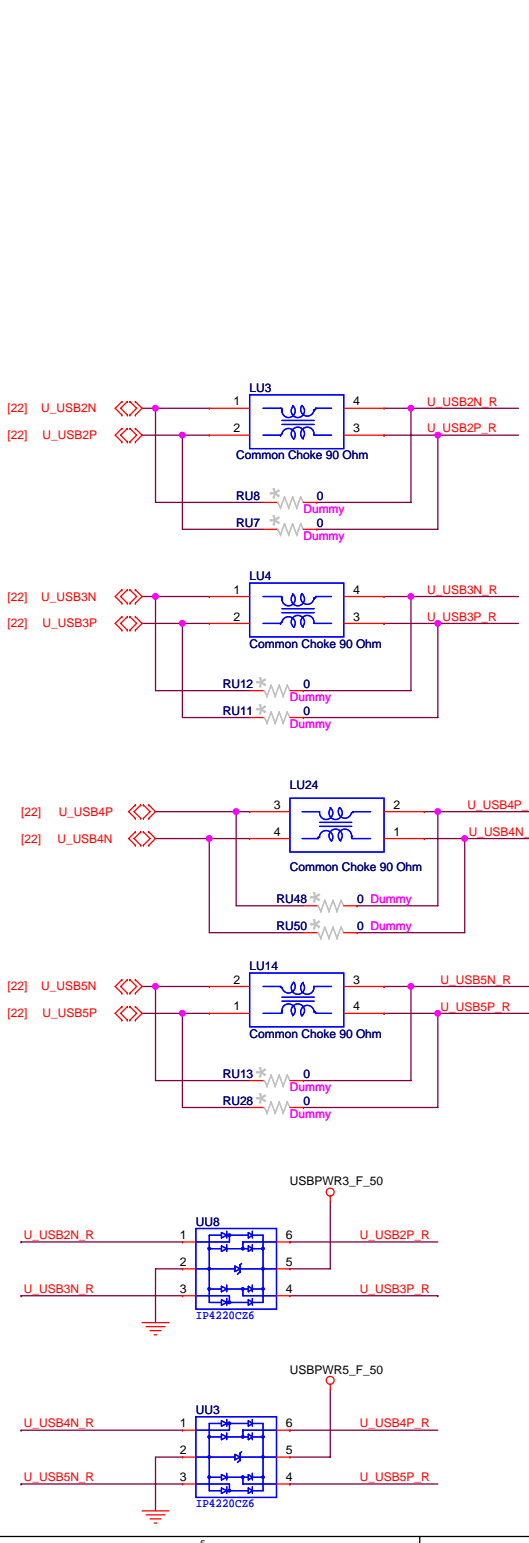 LU3
[22] U_USB2N 1 4 U_USB2N_R
[22] U_USB2P 2 3 U_USB2P_R
Common Choke 90 Ohm
RU8 * 0
Dummy
RU7 * 0
Dummy
LU4
[22] U_USB3N 1 4 U_USB3N_R
[22] U_USB3P 2 3 U_USB3P_R
Common Choke 90 Ohm
RU12 * 0
Dummy
RU11 * 0
Dummy
LU24
[22] U_USB4P 3 2 U_USB4P_
[22] U_USB4N 4 1 U_USB4N_
Common Choke 90 Ohm
RU48 * 0 Dummy
RU50 * 0 Dummy
LU14
[22] U_USB5N 2 3 U_USB5N_R
[22] U_USB5P 1 4 U_USB5P_R
Common Choke 90 Ohm
RU13 * 0
Dummy
RU28 * 0
Dummy
USBPWR3_F_50
UU8
U_USB2N_R 1 6 U_USB2P_R
2 5
U_USB3N_R 3 4 U_USB3P_R
IP4220CZ6
USBPWR5_F_50
UU3
U_USB4N_R 1 6 U_USB4P_R
2 5
U_USB5N_R 3 4 U_USB5P_R
IP4220CZ6